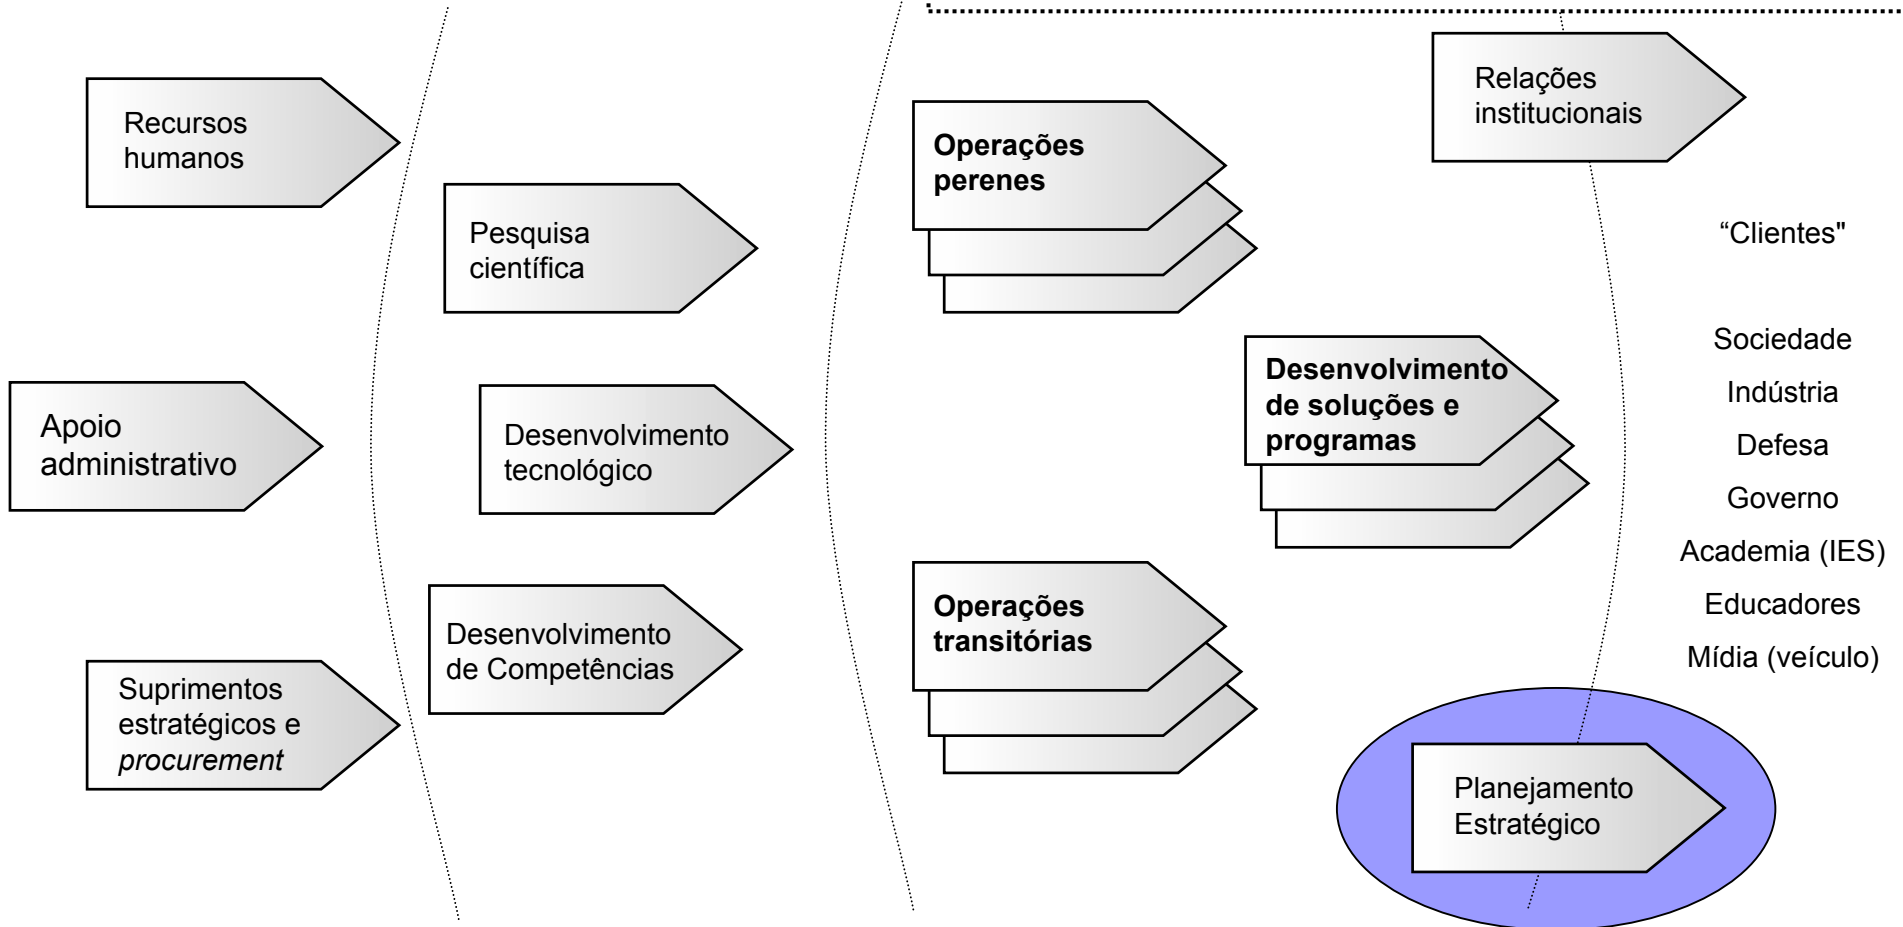 Recursos
humanos
Apoio
administrativo
Suprimentos
estratégicos e
procurement
Pesquisa
científica
Desenvolvimento
tecnológico
Desenvolvimento
de Competências
Operações
perenes
Operações
transitórias
Desenvolvimento
de soluções e
programas
Relações
institucionais
“Clientes"
Sociedade
Indústria
Defesa
Governo
Academia (IES)
Educadores
Mídia (veículo)
Planejamento
Estratégico